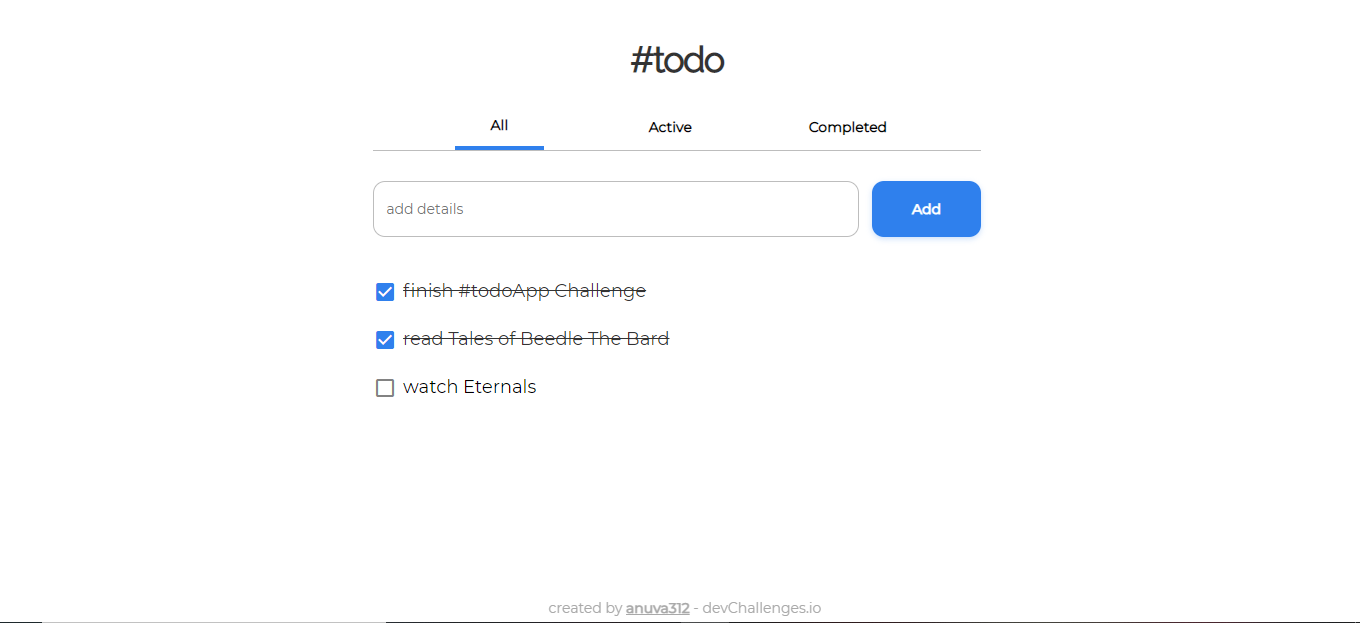 #todo
All Active Completed
add details Add
finish #todoApp Challenge
read Tales of Beedle The Bard
watch Eternals
created by anuva312 - devChallenges.io